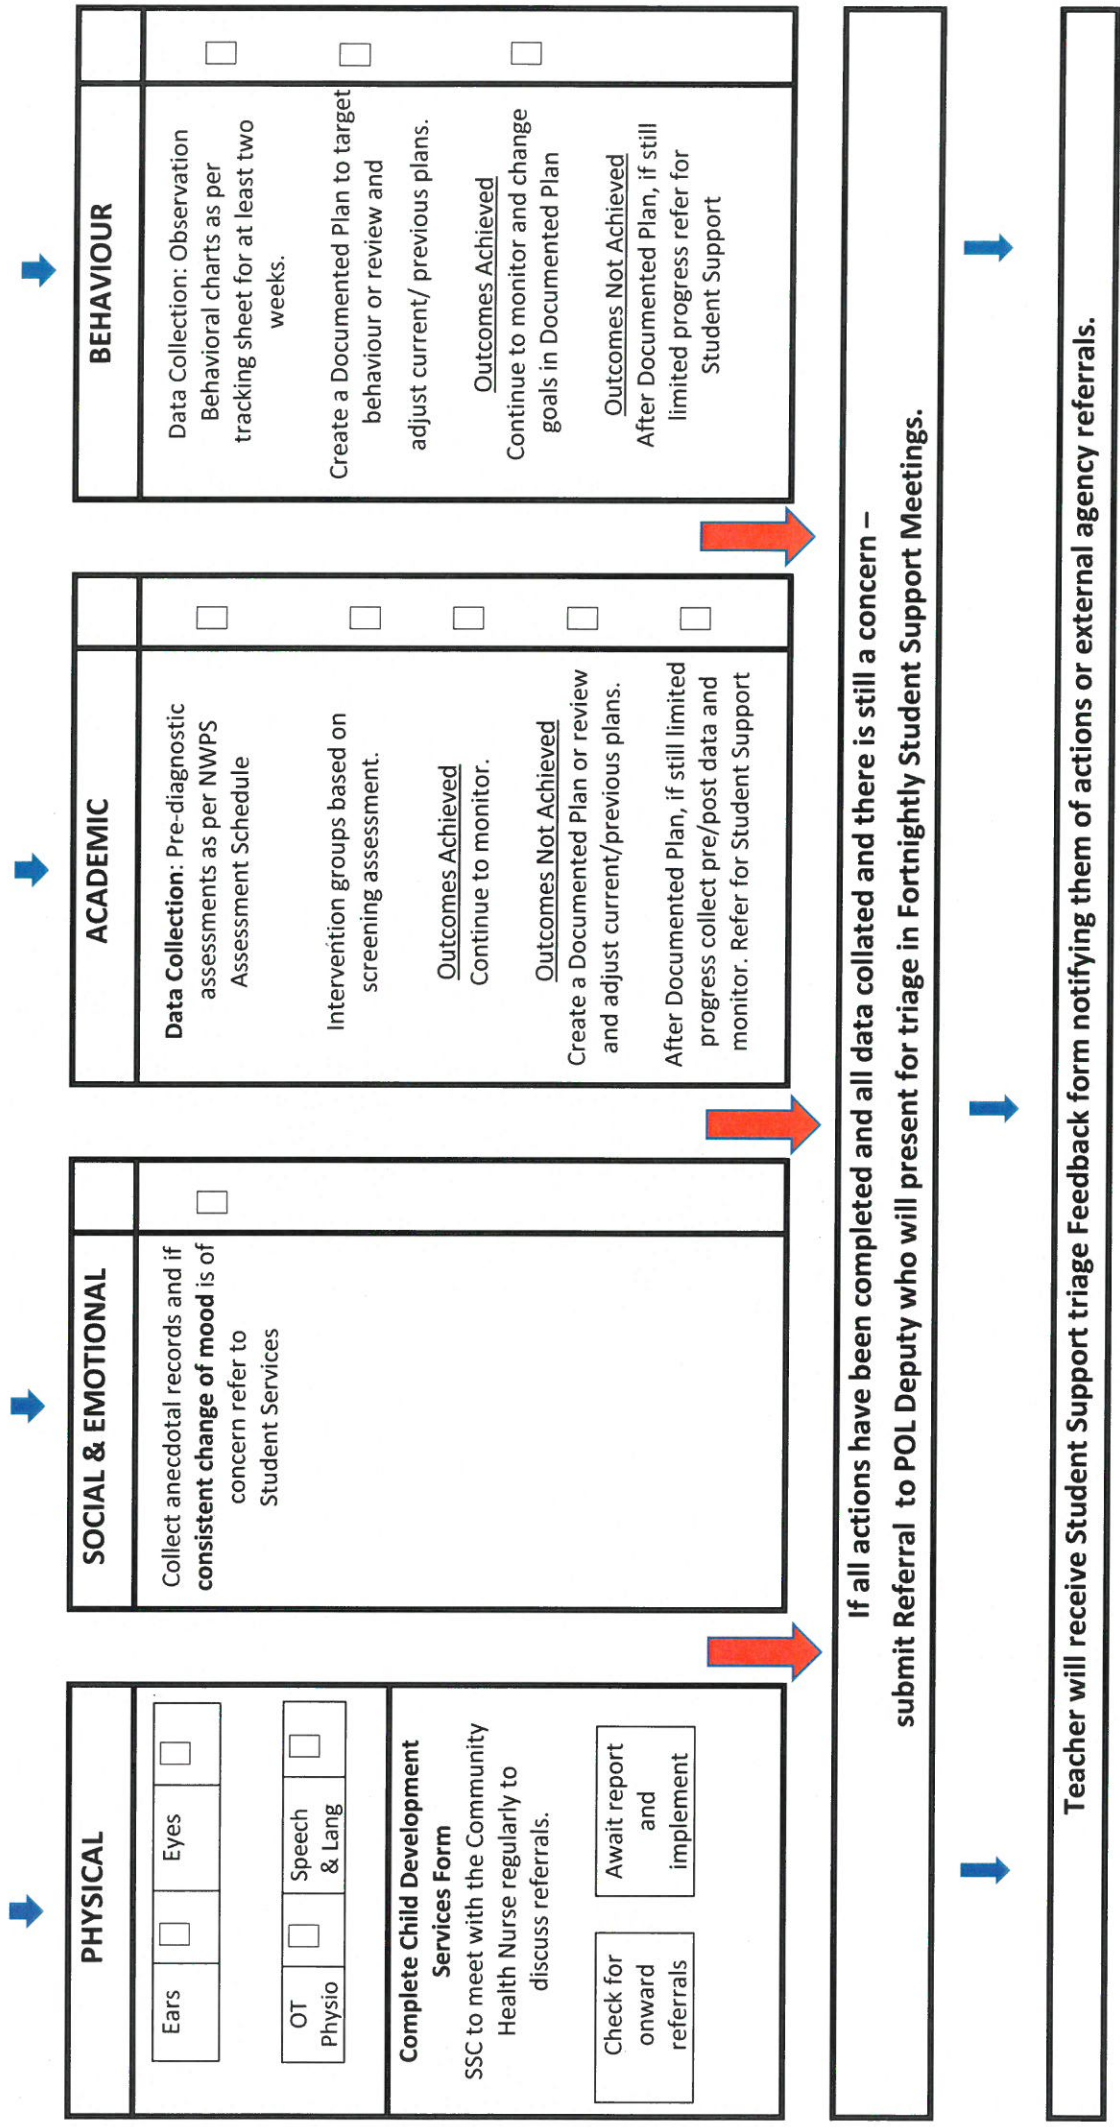 PHYSICAL
Ears
Eyes
OT
Physio
Speech
& Lang
Complete Child Development
Services Form
SSC to meet with the Community
Health Nurse regularly to
discuss referrals.
Check for
onward
referrals
Await report
and
implement
SOCIAL & EMOTIONAL
Collect anecdotal records and if
consistent change of mood is of
concern refer to
Student Services
ACADEMIC
Data Collection: Pre-diagnostic
assessments as per NWPS
Assessment Schedule
Intervention groups based on
screening assessment.
Outcomes Achieved
Continue to monitor.
Outcomes Not Achieved
Create a Documented Plan or review
and adjust current/previous plans.
After Documented Plan, if still limited
progress collect pre/post data and
monitor. Refer for Student Support
BEHAVIOUR
Data Collection: Observation
Behavioral charts as per
tracking sheet for at least two
weeks.
Create a Documented Plan to target
behaviour or review and
adjust current/ previous plans.
Outcomes Achieved
Continue to monitor and change
goals in Documented Plan
Outcomes Not Achieved
After Documented Plan, if still
limited progress refer for
Student Support
If all actions have been completed and all data collated and there is still a concern –
submit Referral to POL Deputy who will present for triage in Fortnightly Student Support Meetings.
Teacher will receive Student Support triage Feedback form notifying them of actions or external agency referrals.